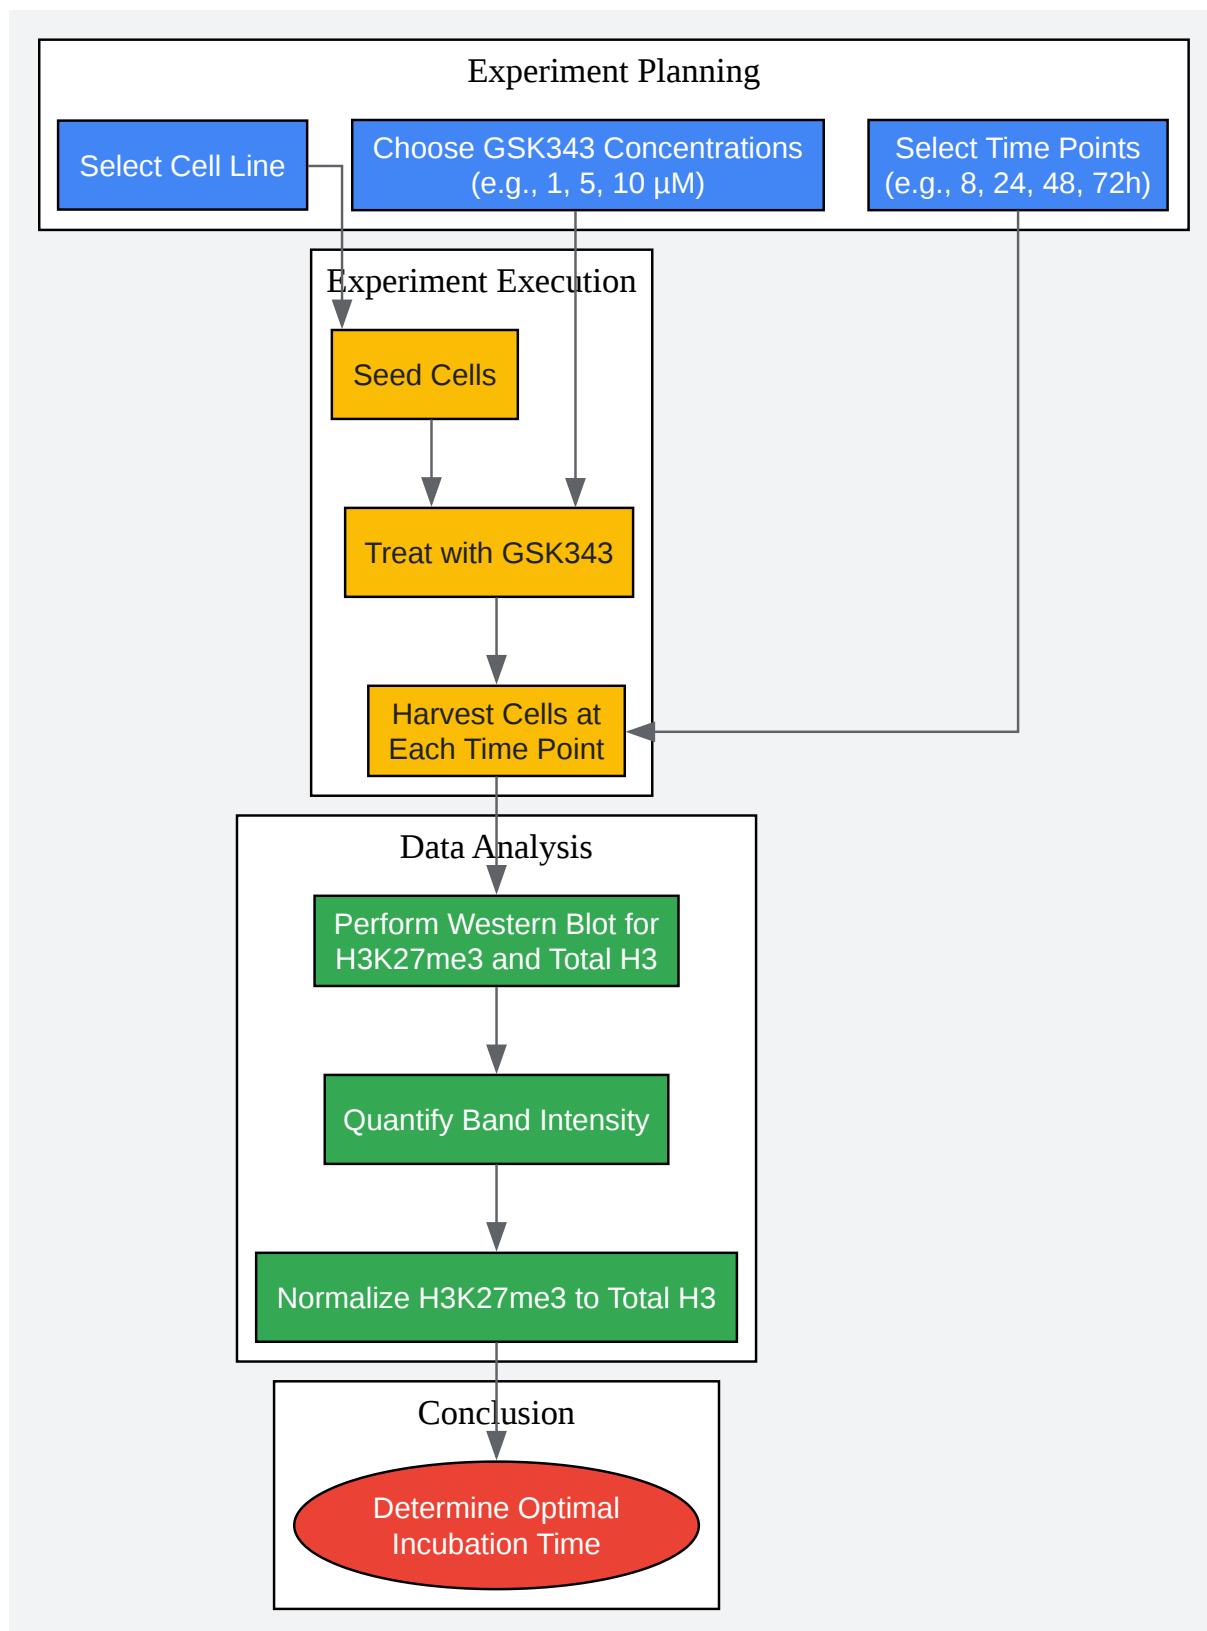 Experiment Planning
Select Cell Line
Choose GSK343 Concentrations
(e.g., 1, 5, 10 µM)
Select Time Points
(e.g., 8, 24, 48, 72h)
Experiment Execution
Seed Cells
Treat with GSK343
Harvest Cells at
Each Time Point
Data Analysis
Perform Western Blot for
H3K27me3 and Total H3
Quantify Band Intensity
Normalize H3K27me3 to Total H3
Conclusion
Determine Optimal
Incubation Time